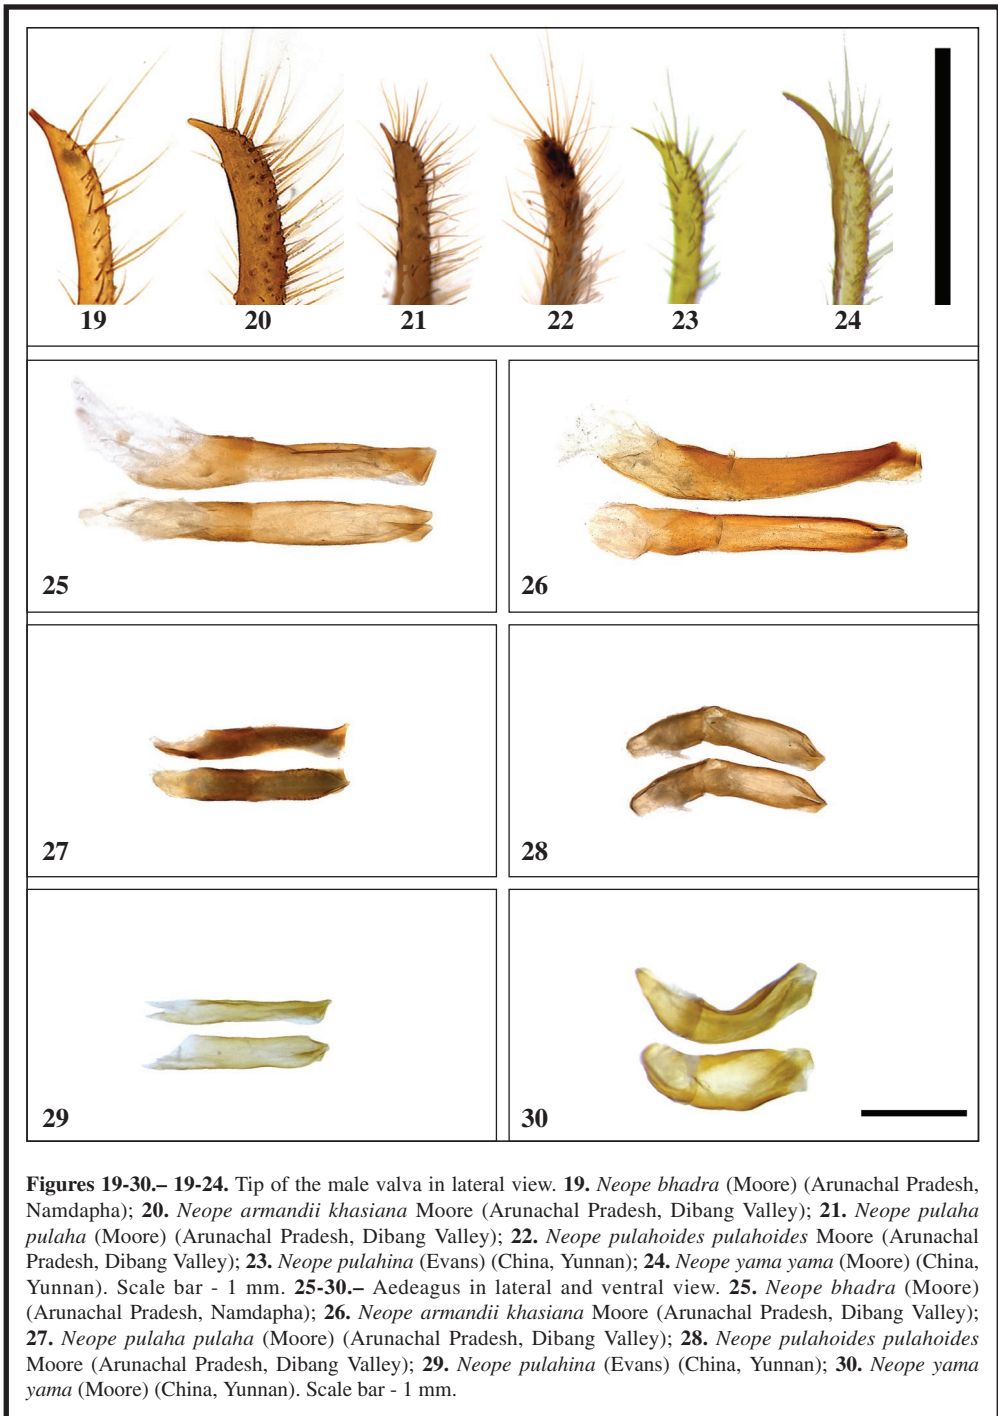 19
20
21
22
23
24
25
26
27
28
29
30
Figures 19-30.– 19-24. Tip of the male valva in lateral view. 19. Neope bhadra (Moore) (Arunachal Pradesh,
Namdapha); 20. Neope armandii khasiana Moore (Arunachal Pradesh, Dibang Valley); 21. Neope pulaha
pulaha (Moore) (Arunachal Pradesh, Dibang Valley); 22. Neope pulahoides pulahoides Moore (Arunachal
Pradesh, Dibang Valley); 23. Neope pulahina (Evans) (China, Yunnan); 24. Neope yama yama (Moore) (China,
Yunnan). Scale bar - 1 mm. 25-30.– Aedeagus in lateral and ventral view. 25. Neope bhadra (Moore)
(Arunachal Pradesh, Namdapha); 26. Neope armandii khasiana Moore (Arunachal Pradesh, Dibang Valley);
27. Neope pulaha pulaha (Moore) (Arunachal Pradesh, Dibang Valley); 28. Neope pulahoides pulahoides
Moore (Arunachal Pradesh, Dibang Valley); 29. Neope pulahina (Evans) (China, Yunnan); 30. Neope yama
yama (Moore) (China, Yunnan). Scale bar - 1 mm.